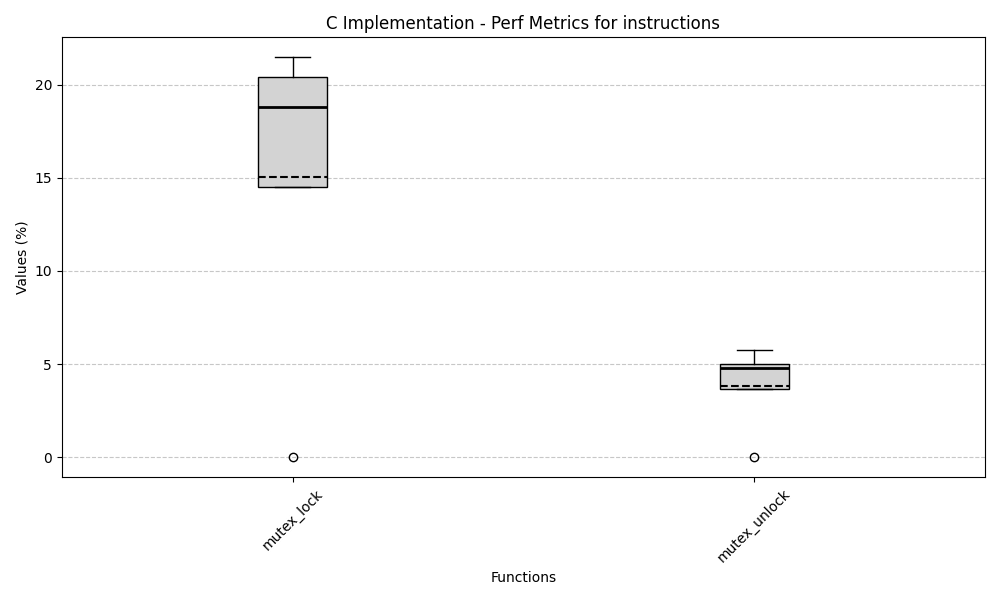 C Implementation - Perf Metrics for instructions
Values (%)
20
15
10
5
0
mutex_lock
mutex_unlock
Functions